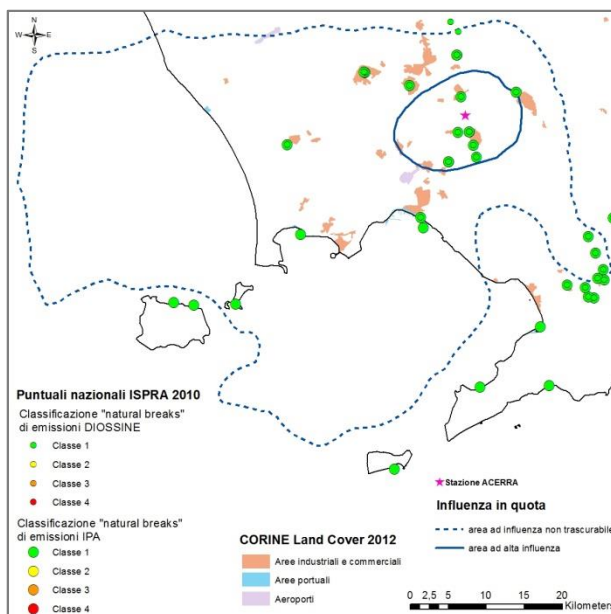 N
W E
S
Puntuali nazionali ISPRA 2010
Classificazione "natural breaks"
di emissioni DIOSSINE
Classe 1
Classe 2
Classe 3
Classe 4
Classificazione "natural breaks"
di emissioni IPA
Classe 1
Classe 2
Classe 3
Classe 4
CORINE Land Cover 2012
Aree industriali e commerciali
Aree portuali
Aeroporti
Stazione ACERRA
Influenza in quota
area ad influenza non trascurabile
area ad alta influenza
0 2,5 5 10 15 20
Kilometers